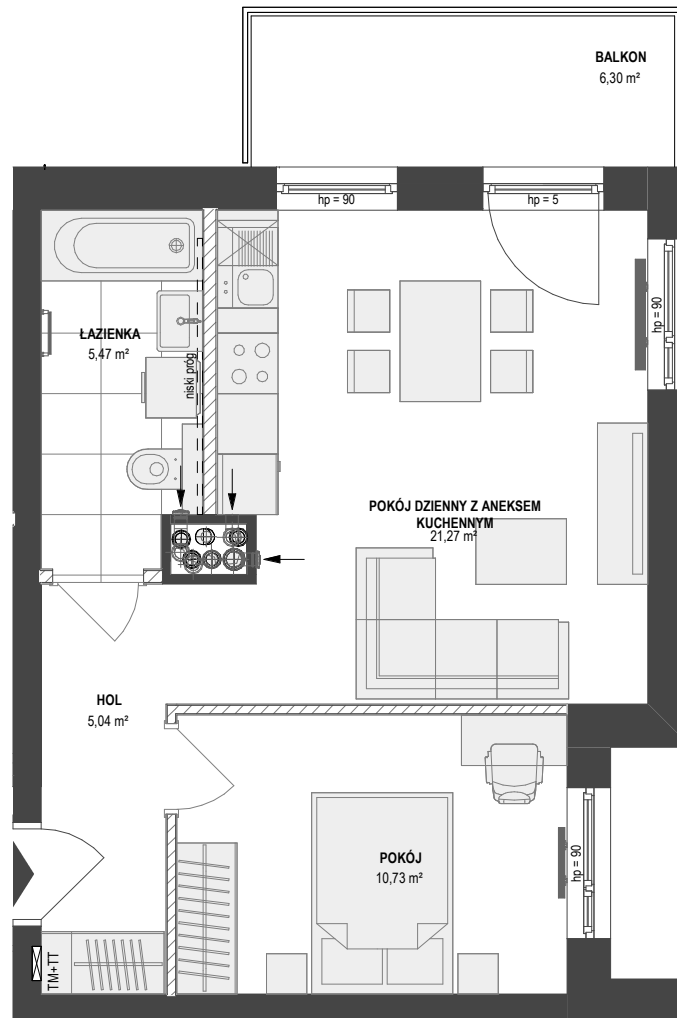 BALKON
6,30 m²
hp = 90
hp = 5
hp = 90
ŁAZIENKA
5,47 m²
niski próg
POKÓJ DZIENNY Z ANEKSEM
KUCHENNYM
21,27 m²
HOL
5,04 m²
POKÓJ
10,73 m²
hp = 90
TM+TT